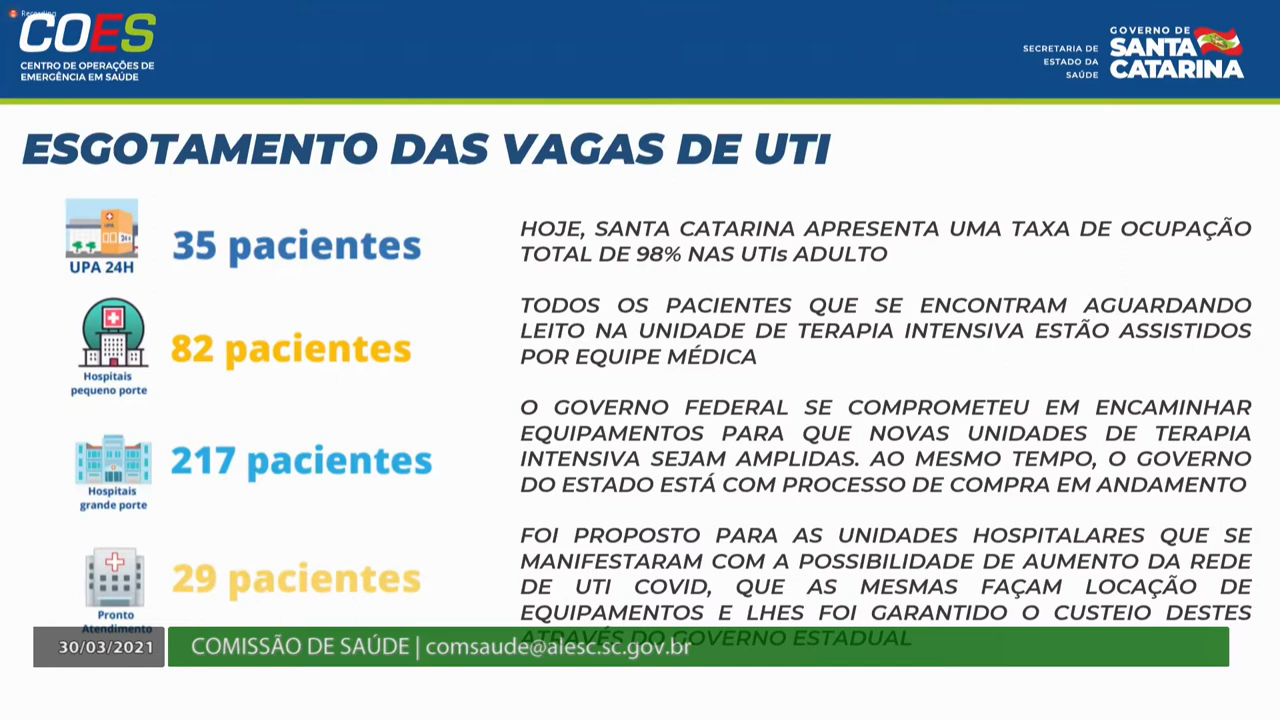 Recording
COES
CENTRO DE OPERAÇÕES DE
EMERGÊNCIA EM SAÚDE
SECRETARIA DE
ESTADO DA
SAÚDE
GOVERNO DE
SANTA
CATARINA
ESGOTAMENTO DAS VAGAS DE UTI
UPA 24H
35 pacientes
Hospitais
pequeno porte
82 pacientes
Hospitais
grande porte
217 pacientes
Pronto
Atendimento
29 pacientes
HOJE, SANTA CATARINA APRESENTA UMA TAXA DE OCUPAÇÃO
TOTAL DE 98% NAS UTIs ADULTO
TODOS OS PACIENTES QUE SE ENCONTRAM AGUARDANDO
LEITO NA UNIDADE DE TERAPIA INTENSIVA ESTÃO ASSISTIDOS
POR EQUIPE MÉDICA
O GOVERNO FEDERAL SE COMPROMETEU EM ENCAMINHAR
EQUIPAMENTOS PARA QUE NOVAS UNIDADES DE TERAPIA
INTENSIVA SEJAM AMPLIDAS. AO MESMO TEMPO, O GOVERNO
DO ESTADO ESTÁ COM PROCESSO DE COMPRA EM ANDAMENTO
FOI PROPOSTO PARA AS UNIDADES HOSPITALARES QUE SE
MANIFESTARAM COM A POSSIBILIDADE DE AUMENTO DA REDE
DE UTI COVID, QUE AS MESMAS FAÇAM LOCAÇÃO DE
EQUIPAMENTOS E LHES FOI GARANTIDO O CUSTEIO DESTES
ATRAVÉS DO GOVERNO ESTADUAL
30/03/2021
COMISSÃO DE SAÚDE | comsaude@alesc.sc.gov.br